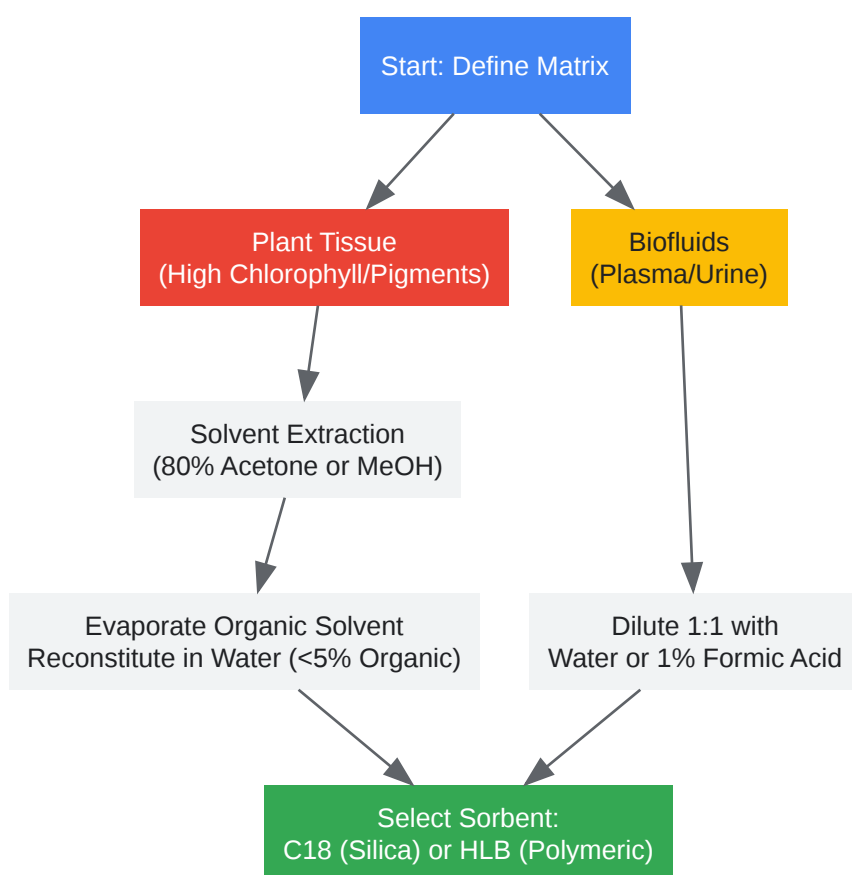 Start: Define Matrix
Plant Tissue
(High Chlorophyll/Pigments)
Biofluids
(Plasma/Urine)
Solvent Extraction
(80% Acetone or MeOH)
Evaporate Organic Solvent
Reconstitute in Water (<5% Organic)
Dilute 1:1 with
Water or 1% Formic Acid
Select Sorbent:
C18 (Silica) or HLB (Polymeric)